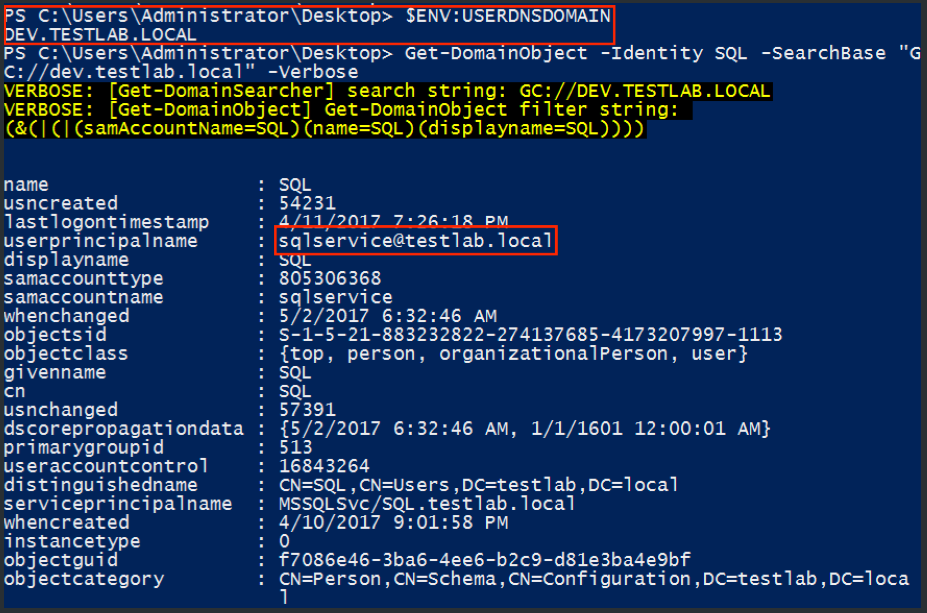 PS C:\Users\Administrator\Desktop> $ENV:USERDNSDOMAIN
DEV.TESTLAB.LOCAL
PS C:\Users\Administrator\Desktop> Get-DomainObject -Identity SQL -SearchBase "G
C://dev.testlab.local" -Verbose
VERBOSE: [Get-DomainSearcher] search string: GC://DEV.TESTLAB.LOCAL
VERBOSE: [Get-DomainObject] Get-DomainObject filter string:
(&(|(|(samAccountName=SQL)(name=SQL)(displayname=SQL))))
name : SQL
usncreated : 54231
lastlogontimestamp : 4/11/2017 7:26:18 PM
userprincipalname : sqlservice@testlab.local
displayname : SQL
samaccounttype : 805306368
samaccountname : sqlservice
whenchanged : 5/2/2017 6:32:46 AM
objectsid : S-1-5-21-883232822-274137685-4173207997-1113
objectclass : {top, person, organizationalPerson, user}
givenname : SQL
cn : SQL
usnchanged : 57391
dscorepropagationdata : {5/2/2017 6:32:46 AM, 1/1/1601 12:00:01 AM}
primarygroupid : 513
useraccountcontrol : 16843264
distinguishedname : CN=SQL,CN=Users,DC=testlab,DC=local
serviceprincipalname : MSSQLSvc/SQL.testlab.local
whencreated : 4/10/2017 9:01:58 PM
instancetype : 0
objectguid : f7086e46-3ba6-4ee6-b2c9-d81e3ba4e9bf
objectcategory : CN=Person,CN=Schema,CN=Configuration,DC=testlab,DC=loca
l